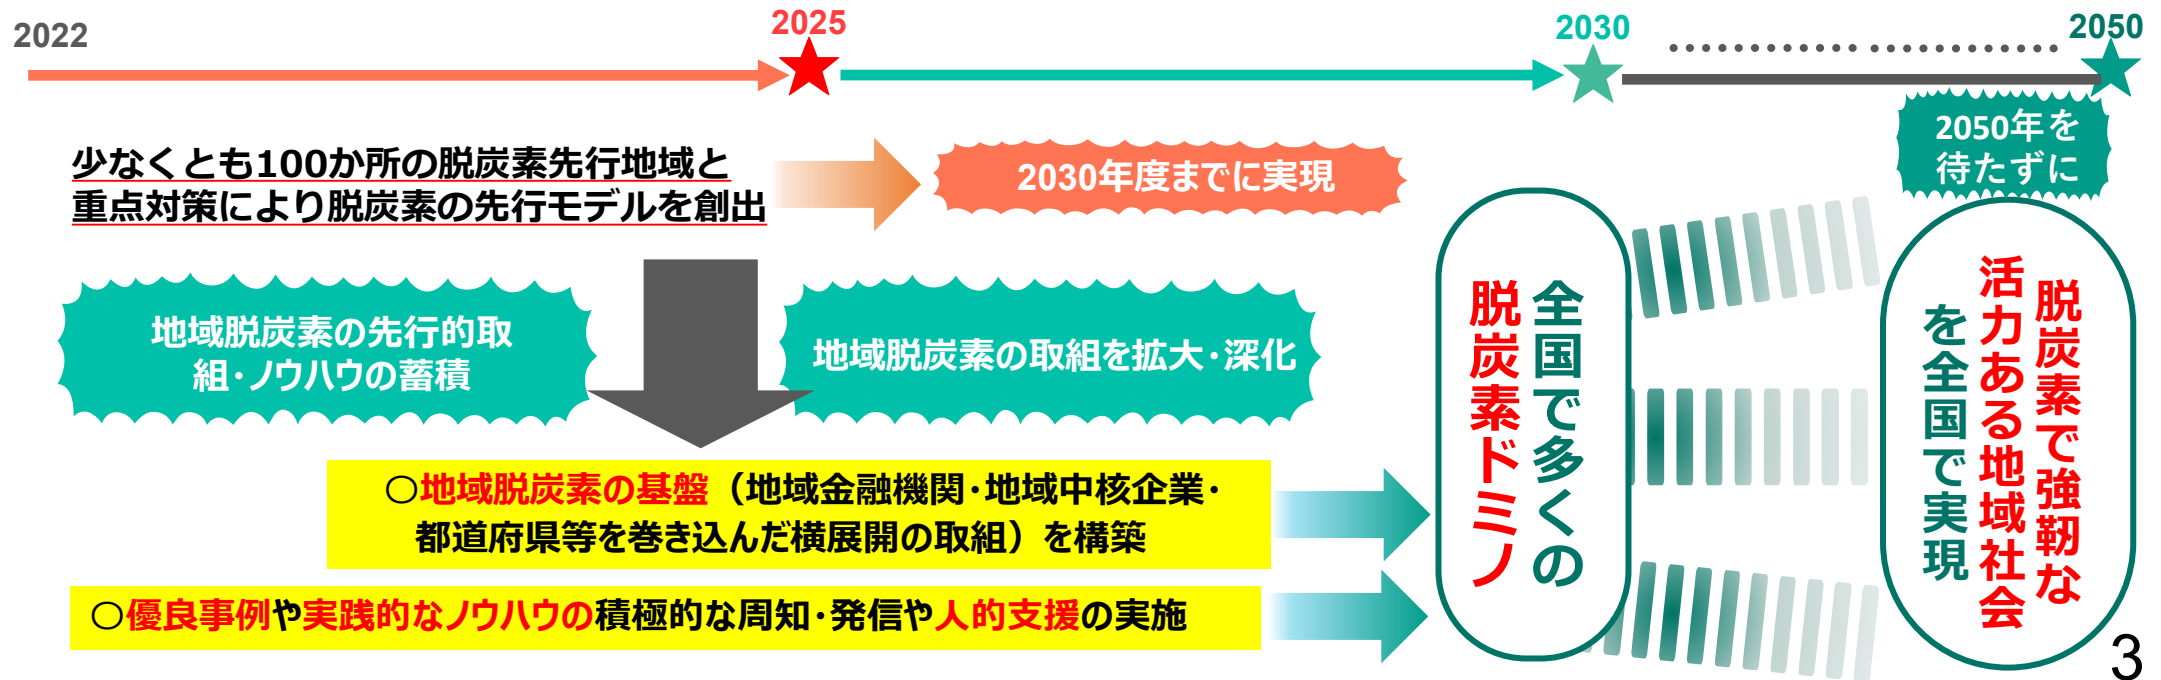 2022
2025
2030
2050
少なくとも100か所の脱炭素先行地域と
重点対策により脱炭素の先行モデルを創出
2030年度までに実現
2050年を
待たずに
地域脱炭素の先行的取
組・ノウハウの蓄積
地域脱炭素の取組を拡大・深化
○地域脱炭素の基盤（地域金融機関・地域中核企業・
都道府県等を巻き込んだ横展開の取組）を構築
○優良事例や実践的なノウハウの積極的な周知・発信や人的支援の実施
全国で多くの
脱炭素ドミノ
脱炭素で強靭な
活力ある地域社会
を全国で実現
3